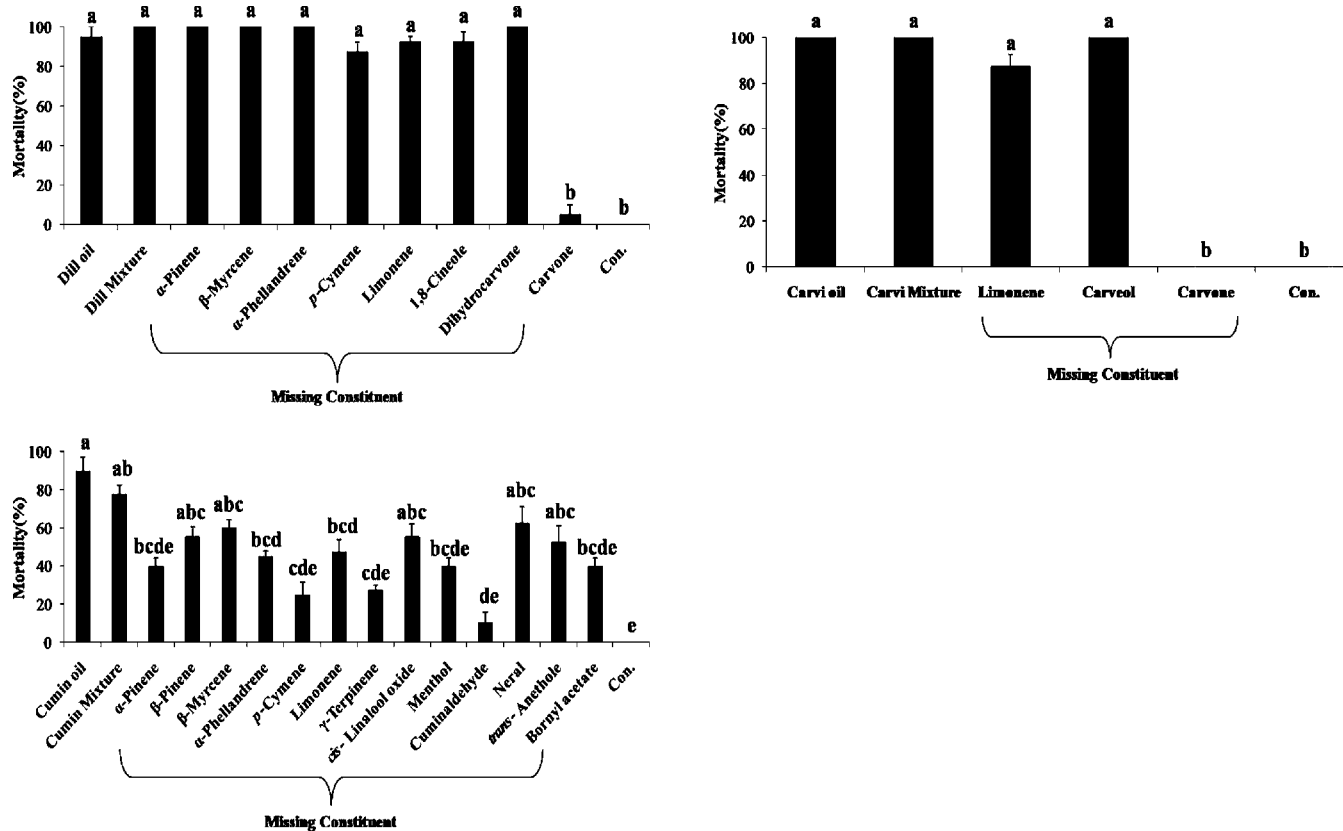 a a a a a a a a a b b
100
80
60
40
20
0
Mortality(%)
Dill oil
Dill Mixture
α-Pinene
β-Myrcene
α-Phellandrene
p-Cymene
Limonene
1,8-Cineole
Dihydrocarvone
Carvone
Con.
Missing Constituent
a a a a b b
100
80
60
40
20
0
Mortality(%)
Carvi oil Carvi Mixture Limonene Carveol Carvone Con.
Missing Constituent
a ab bcde abc abc bcd cde bcd cde abc bcde de abc abc bcde e
100
80
60
40
20
0
Mortality(%)
Cumin oil
Cumin Mixture
α-Pinene
β-Pinene
β-Myrcene
α-Phellandrene
p-Cymene
Limonene
γ-Terpinene
cis- Linalool oxide
Menthol
Cuminaldehyde
Neral
trans- Anethole
Bornyl acetate
Con.
Missing Constituent